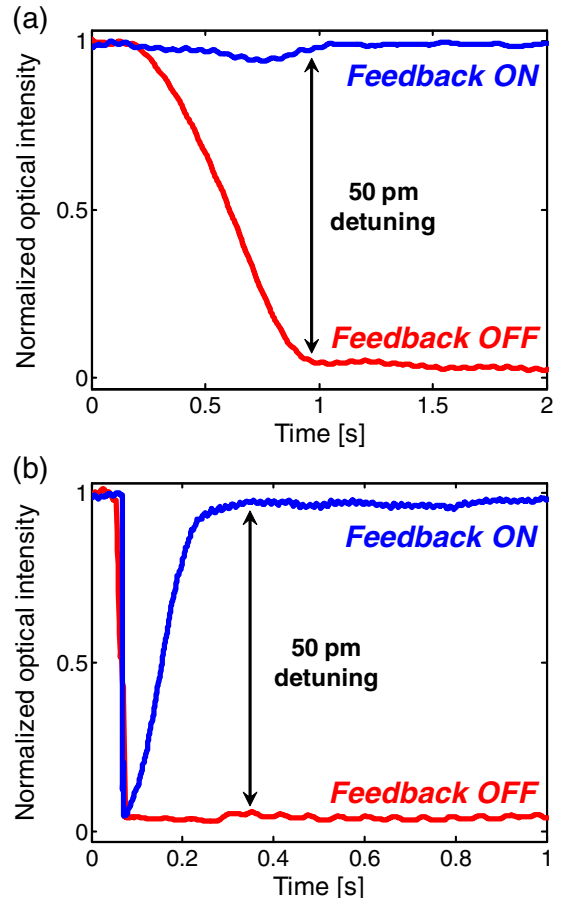 (a)
1
Feedback ON
Normalized optical intensity
50 pm
0.5
detuning
Feedback OFF
0
0
0.5
1
1.5
2
Time [s]
(b)
1
Feedback ON
Normalized optical intensity
50 pm
0.5
detuning
Feedback OFF
0
0
0.2
0.4
0.6
0.8
1
Time [s]